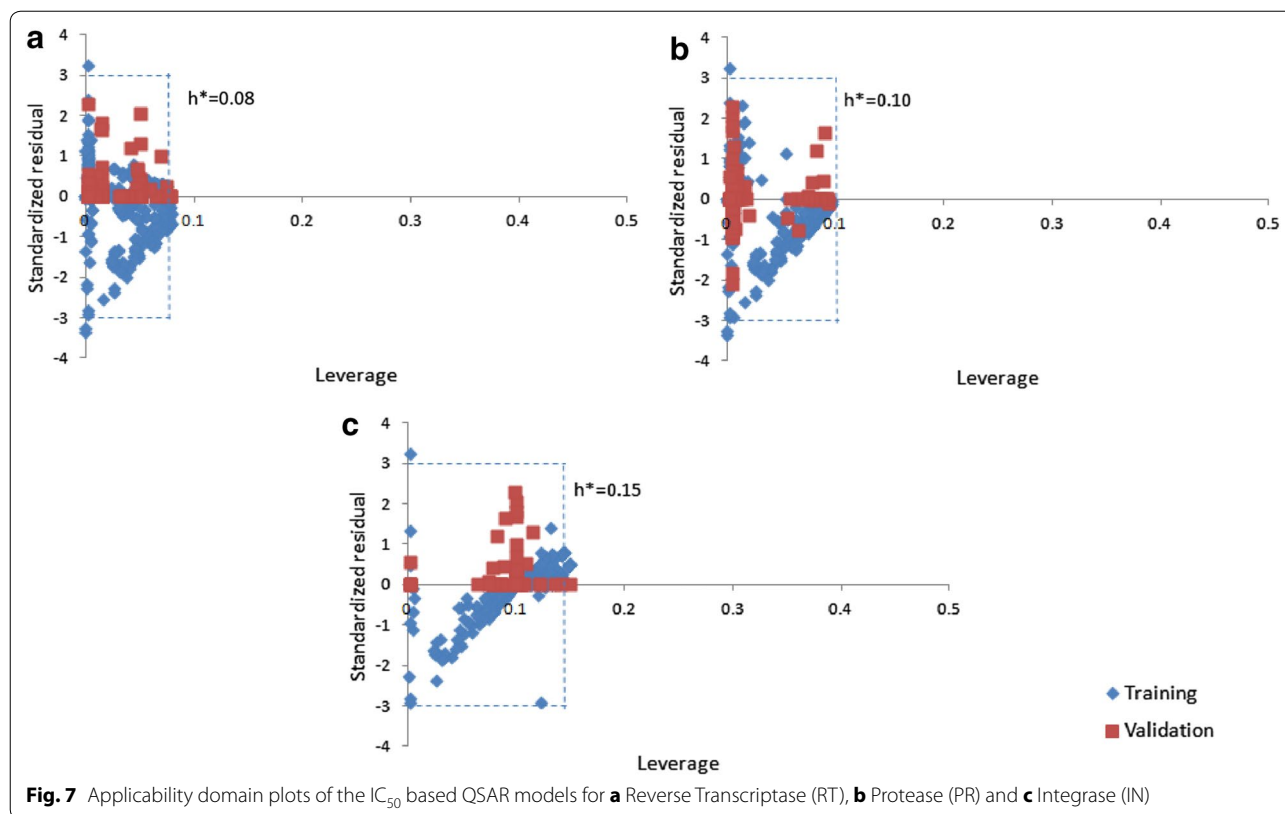 a
4
3
2
1
0
-1
-2
-3
-4
Standardized residual
h*=0.08
0 0.1 0.2 0.3 0.4 0.5
Leverage
b
4
3
2
1
0
-1
-2
-3
-4
Standardized residual
h*=0.10
0 0.1 0.2 0.3 0.4 0.5
Leverage
c
4
3
2
1
0
-1
-2
-3
-4
Standardized residual
h*=0.15
0 0.1 0.2 0.3 0.4 0.5
Leverage
Training
Validation
Fig. 7 Applicability domain plots of the IC50 based QSAR models for a Reverse Transcriptase (RT), b Protease (PR) and c Integrase (IN)